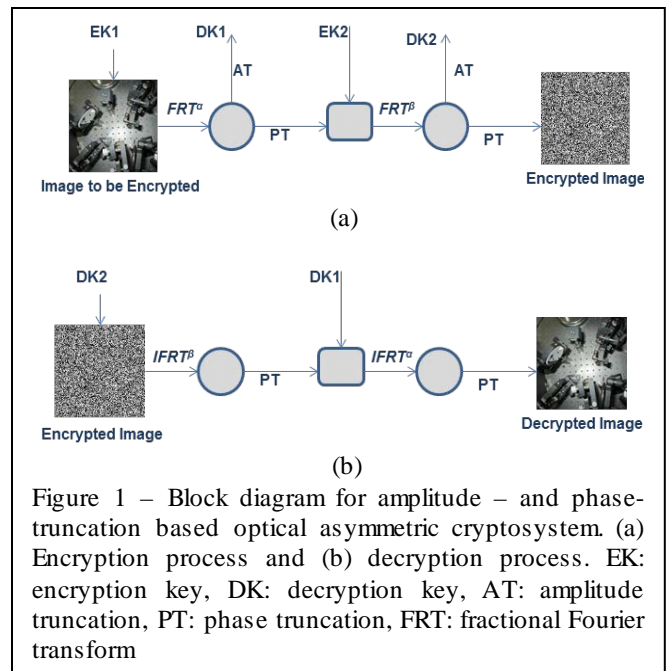 EK1 DK1 EK2 DK2
AT AT
FRTᵅ PT FRTᵝ PT
Image to be Encrypted Encrypted Image
(a)
DK2 DK1
IFRTᵝ PT IFRTᵅ PT
Encrypted Image Decrypted Image
(b)
Figure 1 – Block diagram for amplitude – and phase-
truncation based optical asymmetric cryptosystem. (a)
Encryption process and (b) decryption process. EK:
encryption key, DK: decryption key, AT: amplitude
truncation, PT: phase truncation, FRT: fractional Fourier
transform